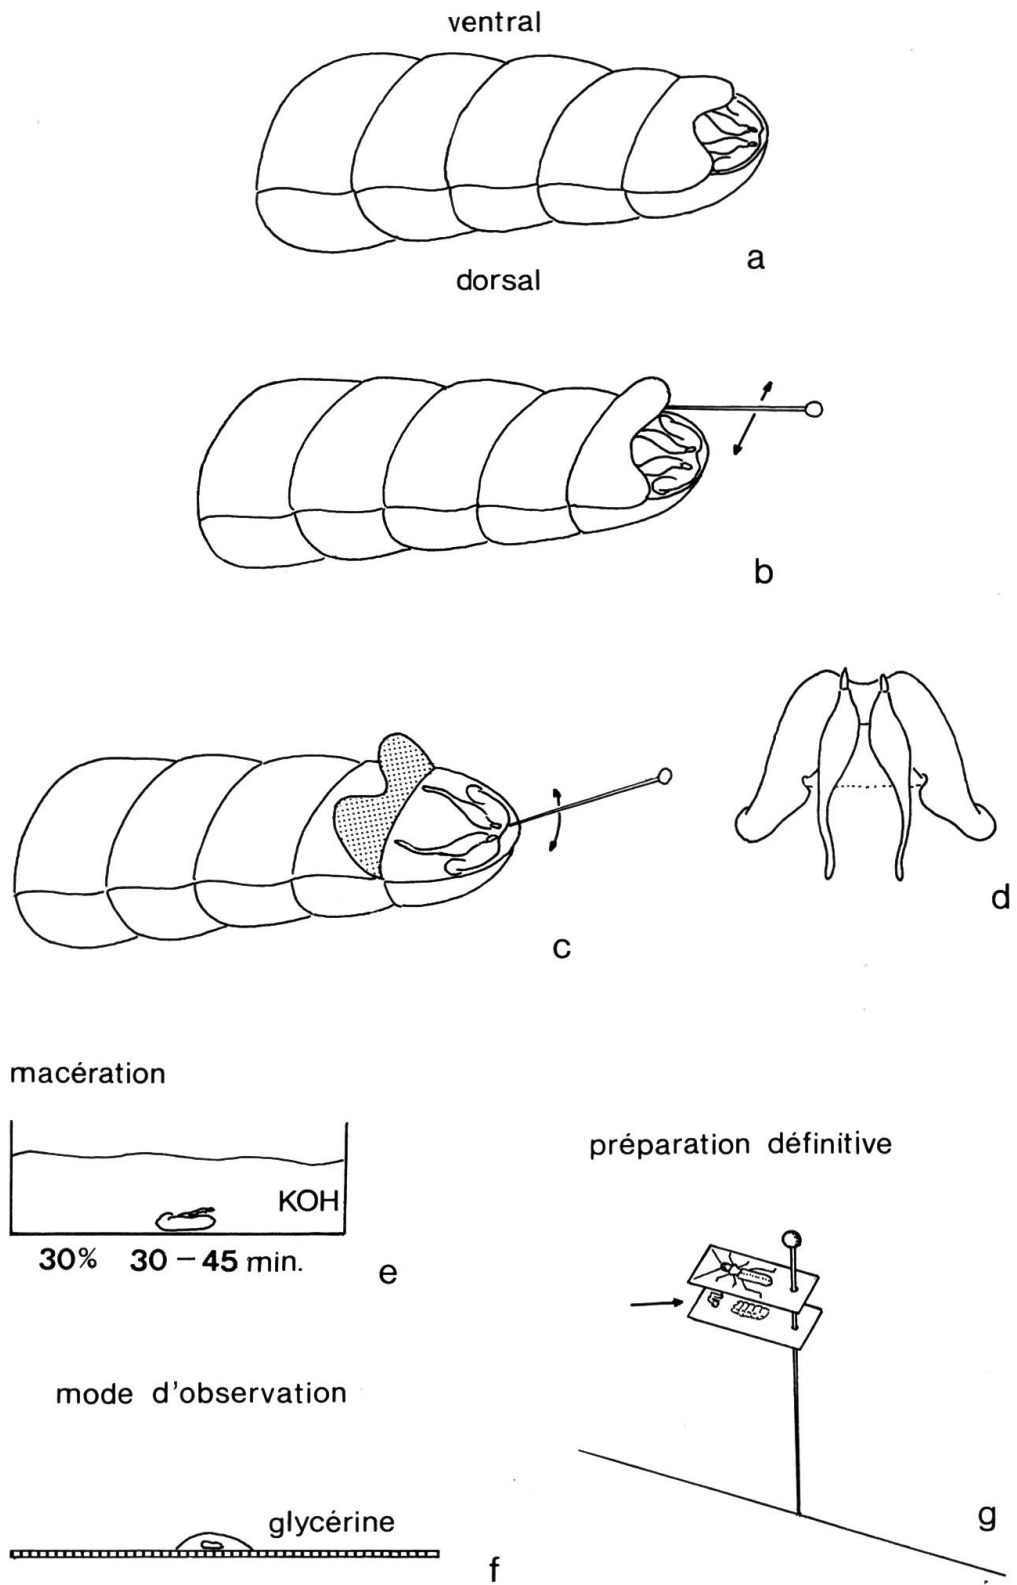 ventral
a
dorsal
b
c
d
macération
KOH
30% 30 – 45 min.
e
préparation définitive
mode d'observation
glycérine
f
g